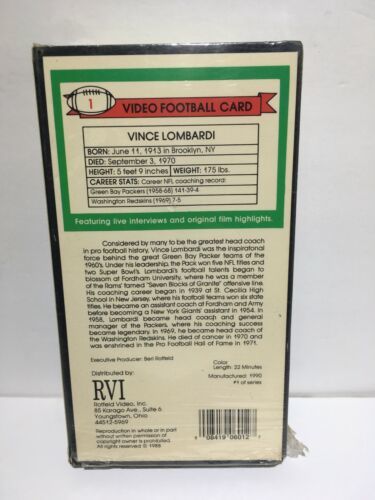 1
VIDEO FOOTBALL CARD
VINCE LOMBARDI
BORN: June 11, 1913 in Brooklyn, NY
DIED: September 3, 1970
HEIGHT: 5 feet 9 inches WEIGHT: 175 lbs.
CAREER STATS: Career NFL coaching record:
Green Bay Packers (1958-68) 141-39-4
Washington Redskins (1969) 7-5
Featuring live interviews and original film highlights.
Considered by many to be the greatest head coach
in pro football history. Vince Lombardi was the inspirational
force behind the great Green Bay Packer teams of the
1960's. Under his leadership, the Pack won five NFL titles and
two Super Bowl's. Lombardi's football talents began to
blossom at Fordham University, where he was a member
of the Rams' famed "Seven Blocks of Granite" offensive line.
His coaching career began in 1939 at St. Cecilia High
School in New Jersey, where his football teams won six state
titles. He became an assistant coach at Fordham and Army
before becoming a New York Giants' assistant in 1954. In
1958, Lombardi became head coach and general
manager of the Packers, where his coaching success
became legendary. In 1969, he became head coach of the
Washington Redskins. He died of cancer in 1970 and
was enshrined in the Pro Football Hall of Fame in 1971.
Executive Producer: Berl Rotfeld
Color
Length: 22 Minutes
Manufactured: 1990
#1 of series
Distributed by:
RVI
Rotfeld Video, Inc.
85 Karago Ave., Suite 6
Youngstown, Ohio
44512-5969
Reproduction in whole or in part
without written permission of
copyright owner is prohibited.
All rights reserved © 1988
08419 06012 7